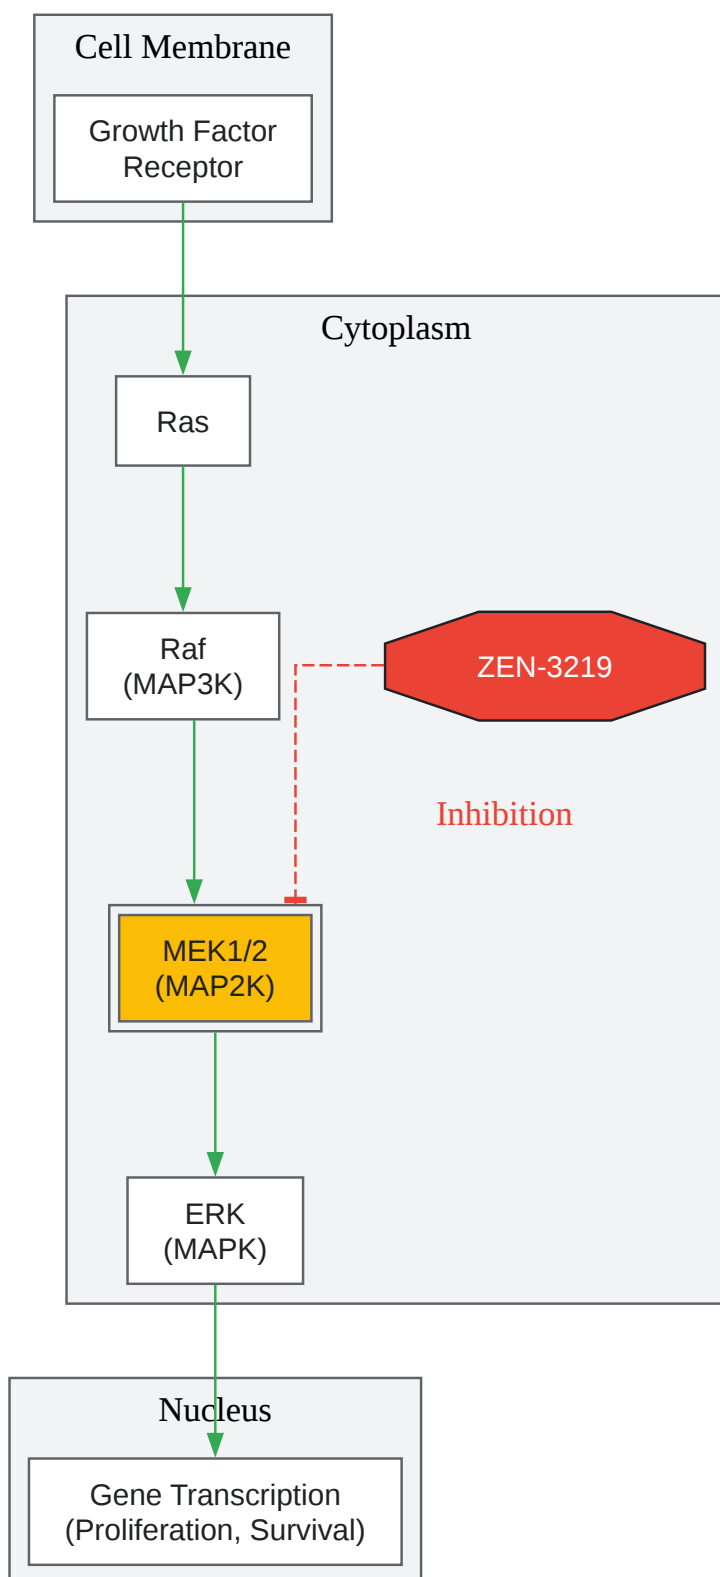 Cell Membrane
Growth Factor
Receptor
Cytoplasm
Ras
Raf
(MAP3K)
ZEN-3219
Inhibition
MEK1/2
(MAP2K)
ERK
(MAPK)
Nucleus
Gene Transcription
(Proliferation, Survival)